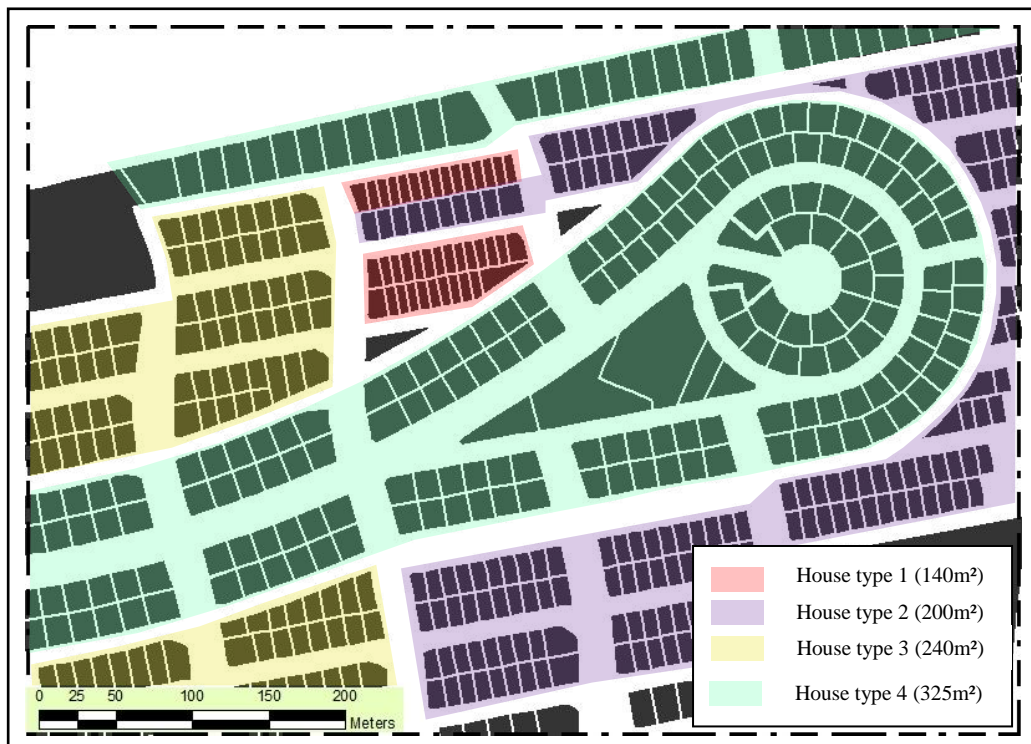 House type 1 (140m²)
House type 2 (200m²)
House type 3 (240m²)
House type 4 (325m²)
0 25 50 100 150 200
Meters